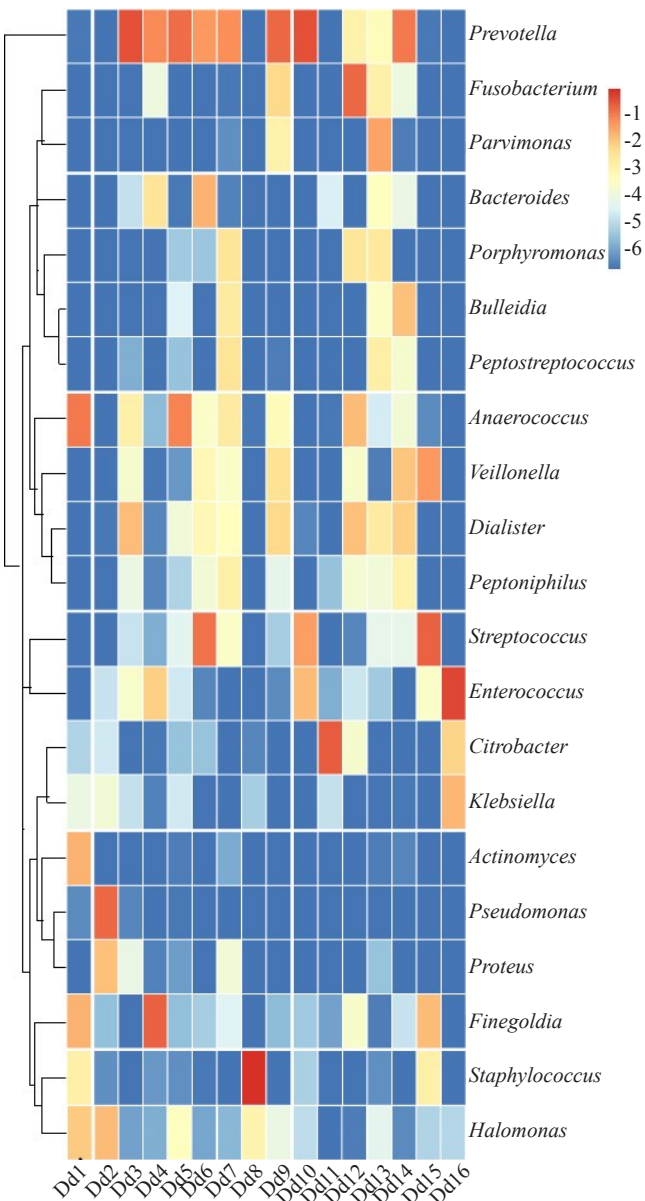 Prevotella
Fusobacterium
Parvimonas
Bacteroides
Porphyromonas
Bulleidia
Peptostreptococcus
Anaerococcus
Veillonella
Dialister
Peptoniphilus
Streptococcus
Enterococcus
Citrobacter
Klebsiella
Actinomyces
Pseudomonas
Proteus
Finegoldia
Staphylococcus
Halomonas
-1
-2
-3
-4
-5
-6
Dd1 Dd2 Dd3 Dd4 Dd5 Dd6 Dd7 Dd8 Dd9 Dd10 Dd11 Dd12 Dd13 Dd14 Dd15 Dd16